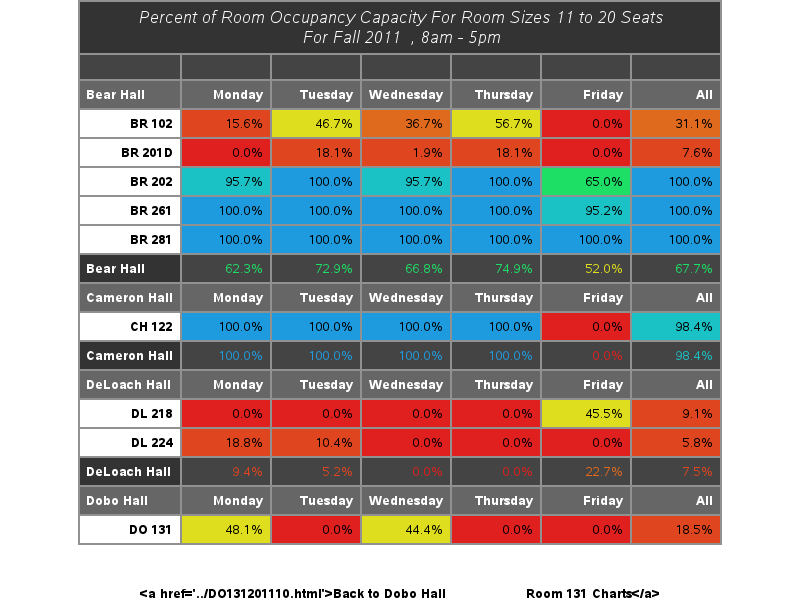 Percent of Room Occupancy Capacity For Room Sizes 11 to 20 Seats
For Fall 2011 , 8am - 5pm
Bear Hall Monday Tuesday Wednesday Thursday Friday All
BR 102 15.6% 46.7% 36.7% 56.7% 0.0% 31.1%
BR 201D 0.0% 18.1% 1.9% 18.1% 0.0% 7.6%
BR 202 95.7% 100.0% 95.7% 100.0% 65.0% 100.0%
BR 261 100.0% 100.0% 100.0% 100.0% 95.2% 100.0%
BR 281 100.0% 100.0% 100.0% 100.0% 100.0% 100.0%
Bear Hall 62.3% 72.9% 66.8% 74.9% 52.0% 67.7%
Cameron Hall Monday Tuesday Wednesday Thursday Friday All
CH 122 100.0% 100.0% 100.0% 100.0% 0.0% 98.4%
Cameron Hall 100.0% 100.0% 100.0% 100.0% 0.0% 98.4%
DeLoach Hall Monday Tuesday Wednesday Thursday Friday All
DL 218 0.0% 0.0% 0.0% 0.0% 45.5% 9.1%
DL 224 18.8% 10.4% 0.0% 0.0% 0.0% 5.8%
DeLoach Hall 9.4% 5.2% 0.0% 0.0% 22.7% 7.5%
Dobo Hall Monday Tuesday Wednesday Thursday Friday All
DO 131 48.1% 0.0% 44.4% 0.0% 0.0% 18.5%
<a href='../DO131201110.html'>Back to Dobo Hall Room 131 Charts</a>